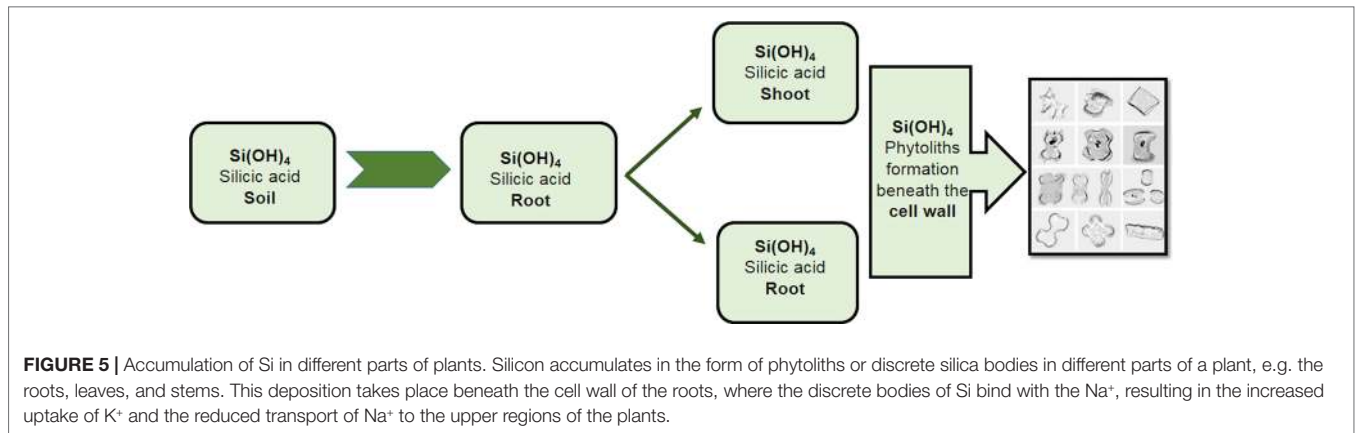 Si(OH)₄
Silicic acid
Soil
Si(OH)₄
Silicic acid
Root
Si(OH)₄
Silicic acid
Shoot
Si(OH)₄
Silicic acid
Root
Si(OH)₄
Phytoliths
formation
beneath the
cell wall
FIGURE 5 | Accumulation of Si in different parts of plants. Silicon accumulates in the form of phytoliths or discrete silica bodies in different parts of a plant, e.g. the
roots, leaves, and stems. This deposition takes place beneath the cell wall of the roots, where the discrete bodies of Si bind with the Na⁺, resulting in the increased
uptake of K⁺ and the reduced transport of Na⁺ to the upper regions of the plants.